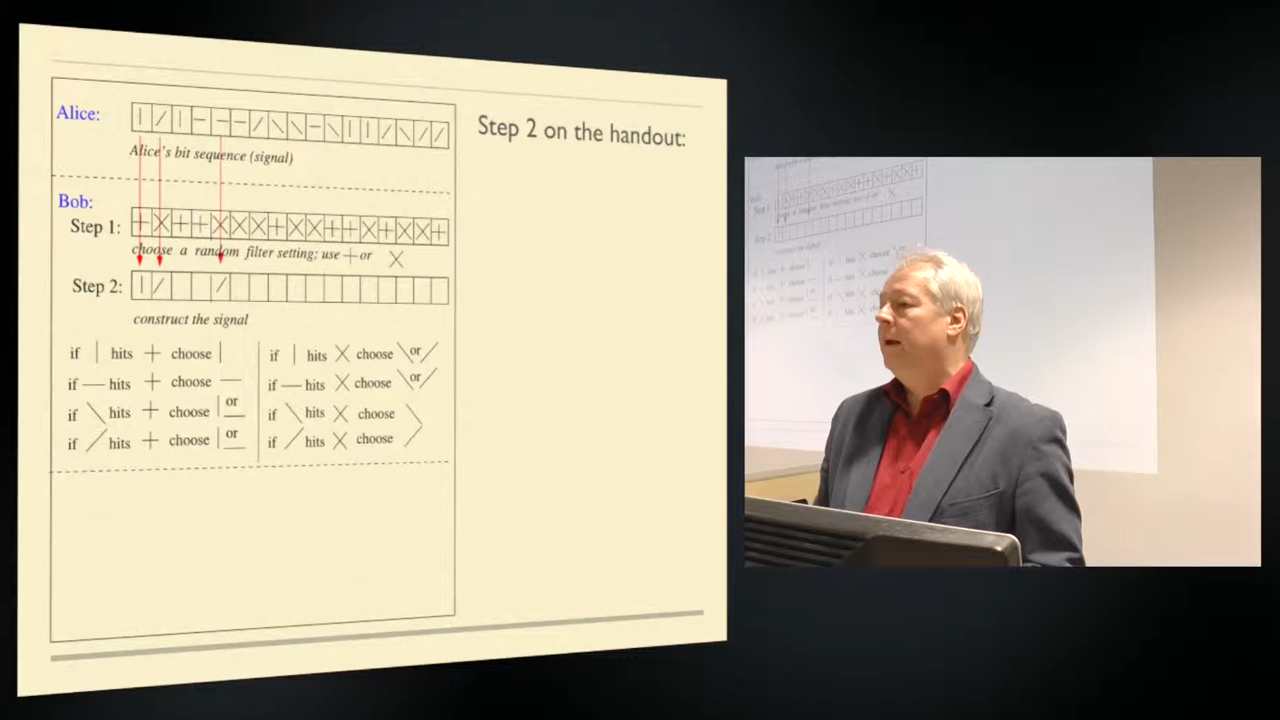 Step 2 on the handout:
Alice:
Alice's bit sequence (signal)
Bob:
Step 1:
choose a random filter setting; use + or ×
Step 2:
construct the signal
if | hits + choose |
if — hits + choose —
if \ hits + choose | or —
if / hits + choose | or —
if | hits × choose \ or /
if — hits × choose \ or /
if \ hits × choose \
if / hits × choose /